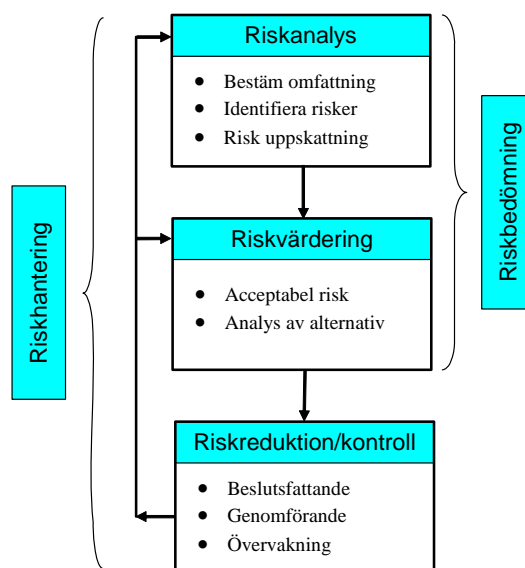 Riskanalys
Bestäm omfattning
Identifiera risker
Risk uppskattning
Riskvärdering
Acceptabel risk
Analys av alternativ
Riskreduktion/kontroll
Beslutsfattande
Genomförande
Övervakning
Riskhantering
Riskbedömning